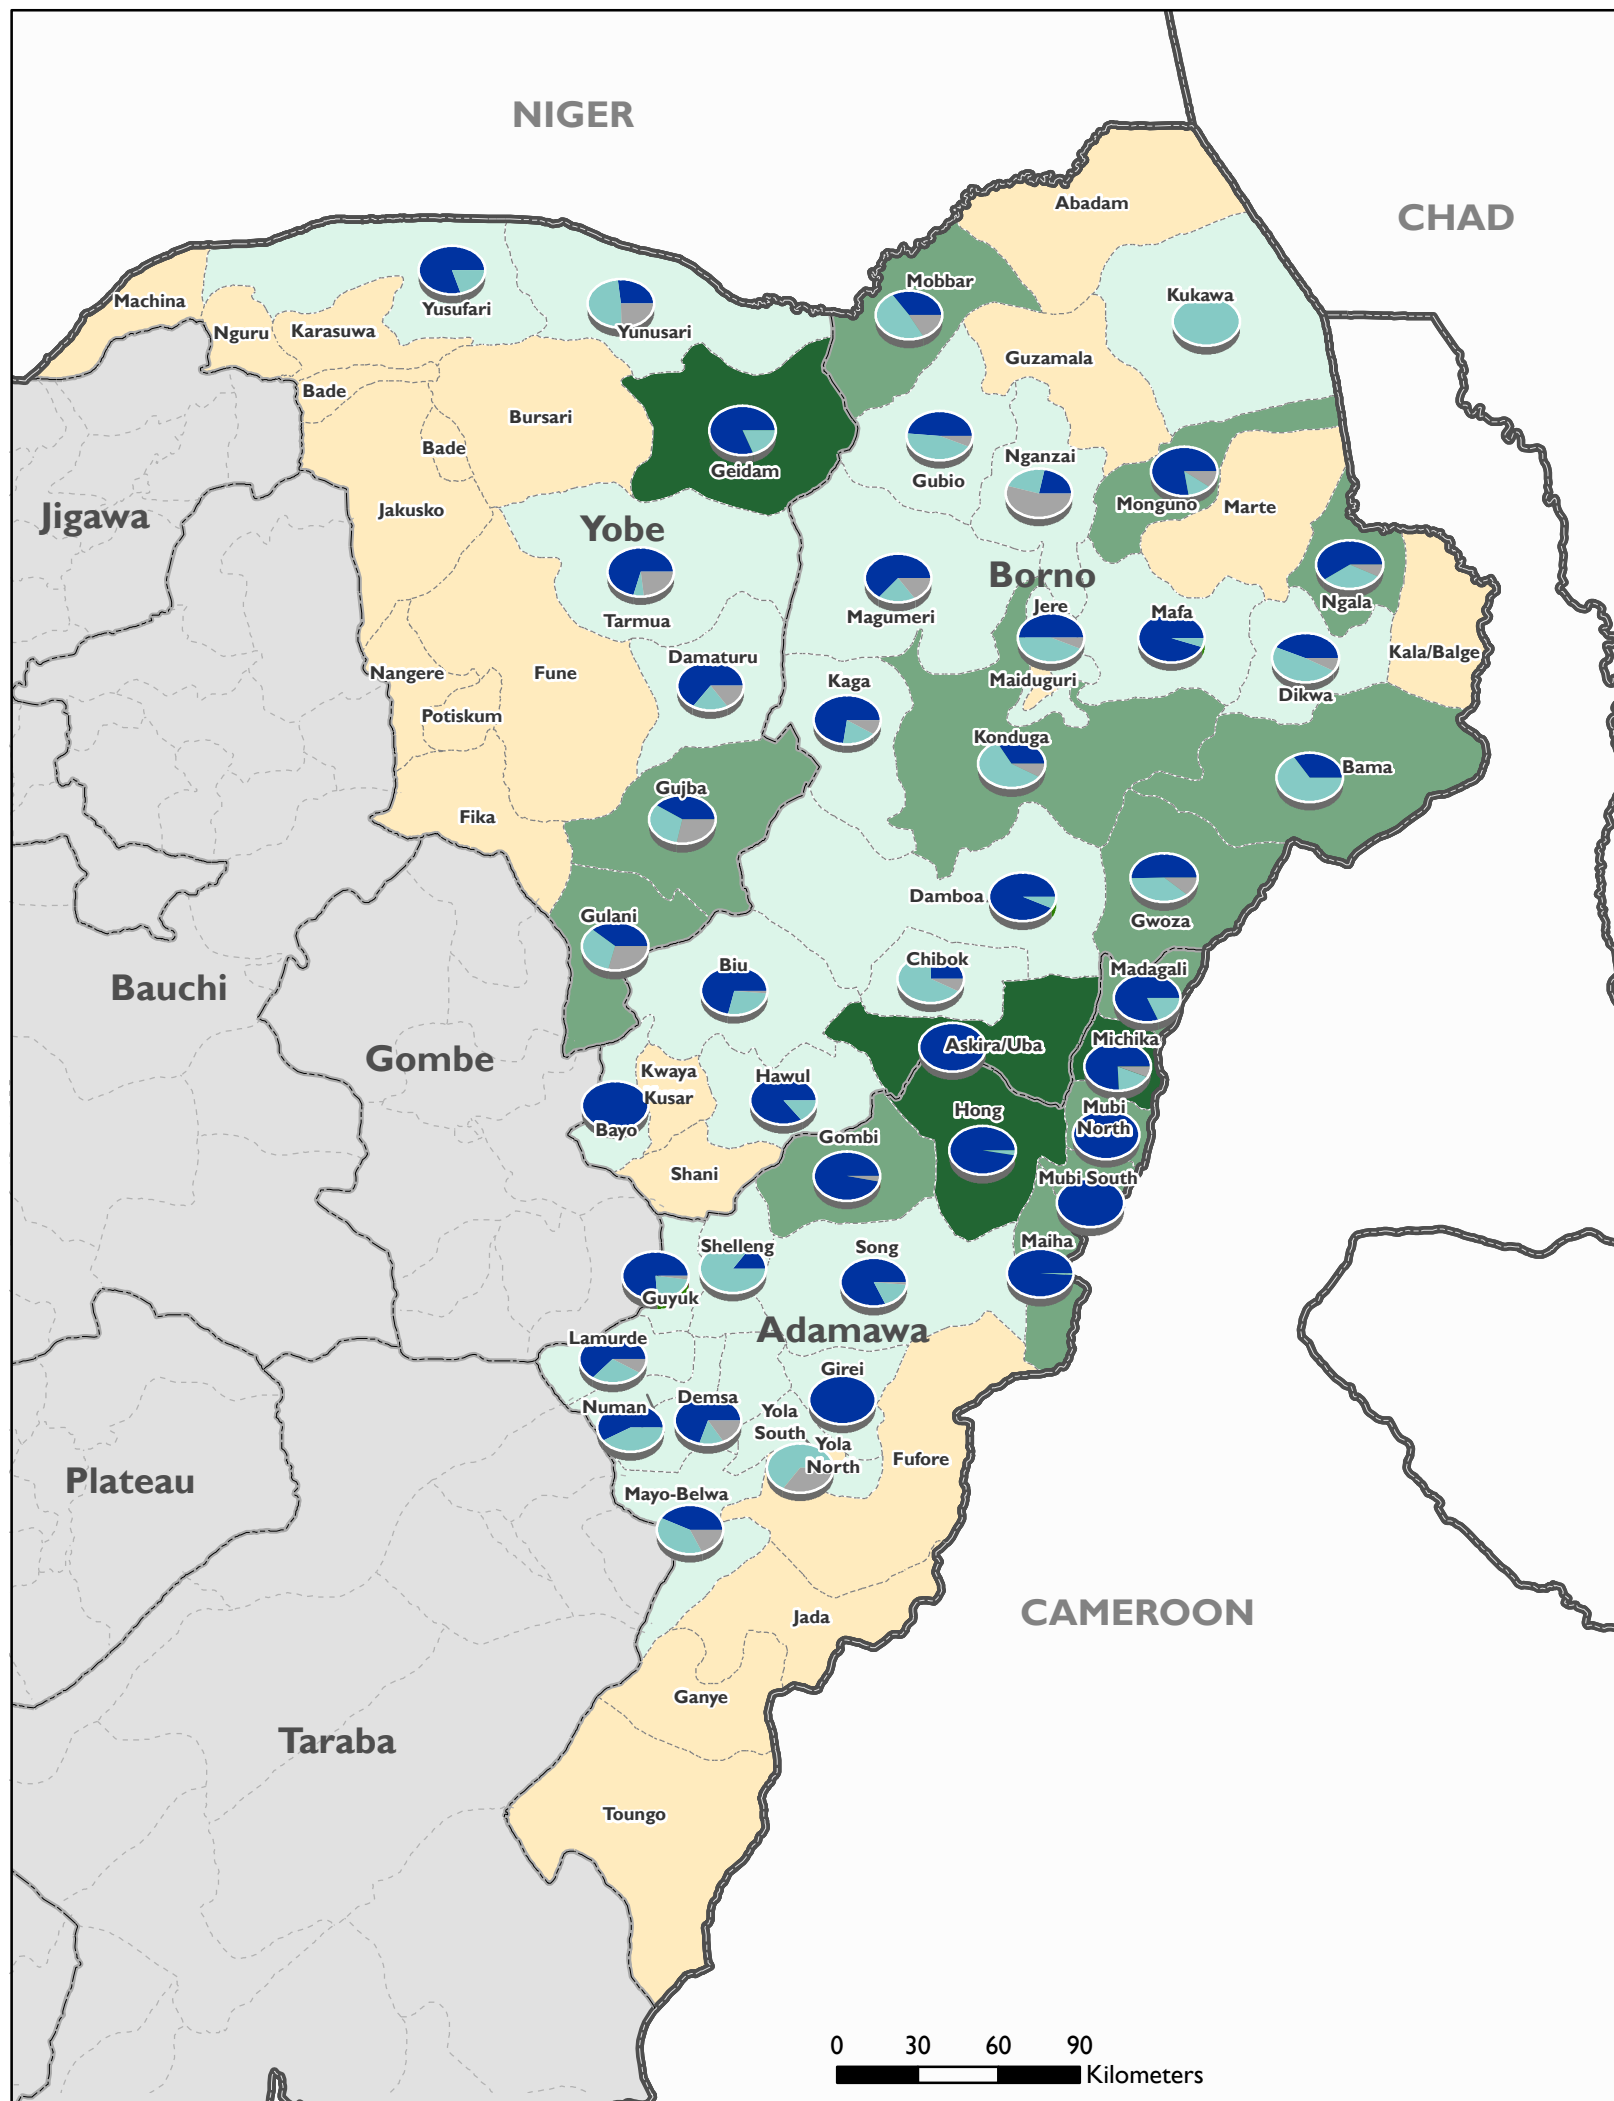 NIGER
CHAD
Abadam
Mobbar
Kukawa
Machina
Yusufari
Yunusari
Nguru
Karasuwa
Guzamala
Bade
Bursari
Bade
Geidam
Gubio
Nganzai
Monguno
Marte
Jigawa
Jakusko
Yobe
Borno
Tarmua
Magumeri
Jere
Mafa
Ngala
Nangere
Fune
Damaturu
Kaga
Maiduguri
Dikwa
Kala/Balge
Potiskum
Konduga
Bama
Gujba
Fika
Damboa
Gwoza
Gulani
Bauchi
Biu
Chibok
Madagali
Gombe
Askira/Uba
Michika
Kwaya
Kusar
Hawul
Bayo
Hong
Mubi
North
Gombi
Shani
Mubi South
Shelleng
Song
Maiha
Guyuk
Adamawa
Lamurde
Girei
Numan
Demsa
Yola
South
Yola
North
Fufore
Plateau
Mayo-Belwa
CAMEROON
Jada
Ganye
Taraba
Toungo
0 30 60 90
Kilometers